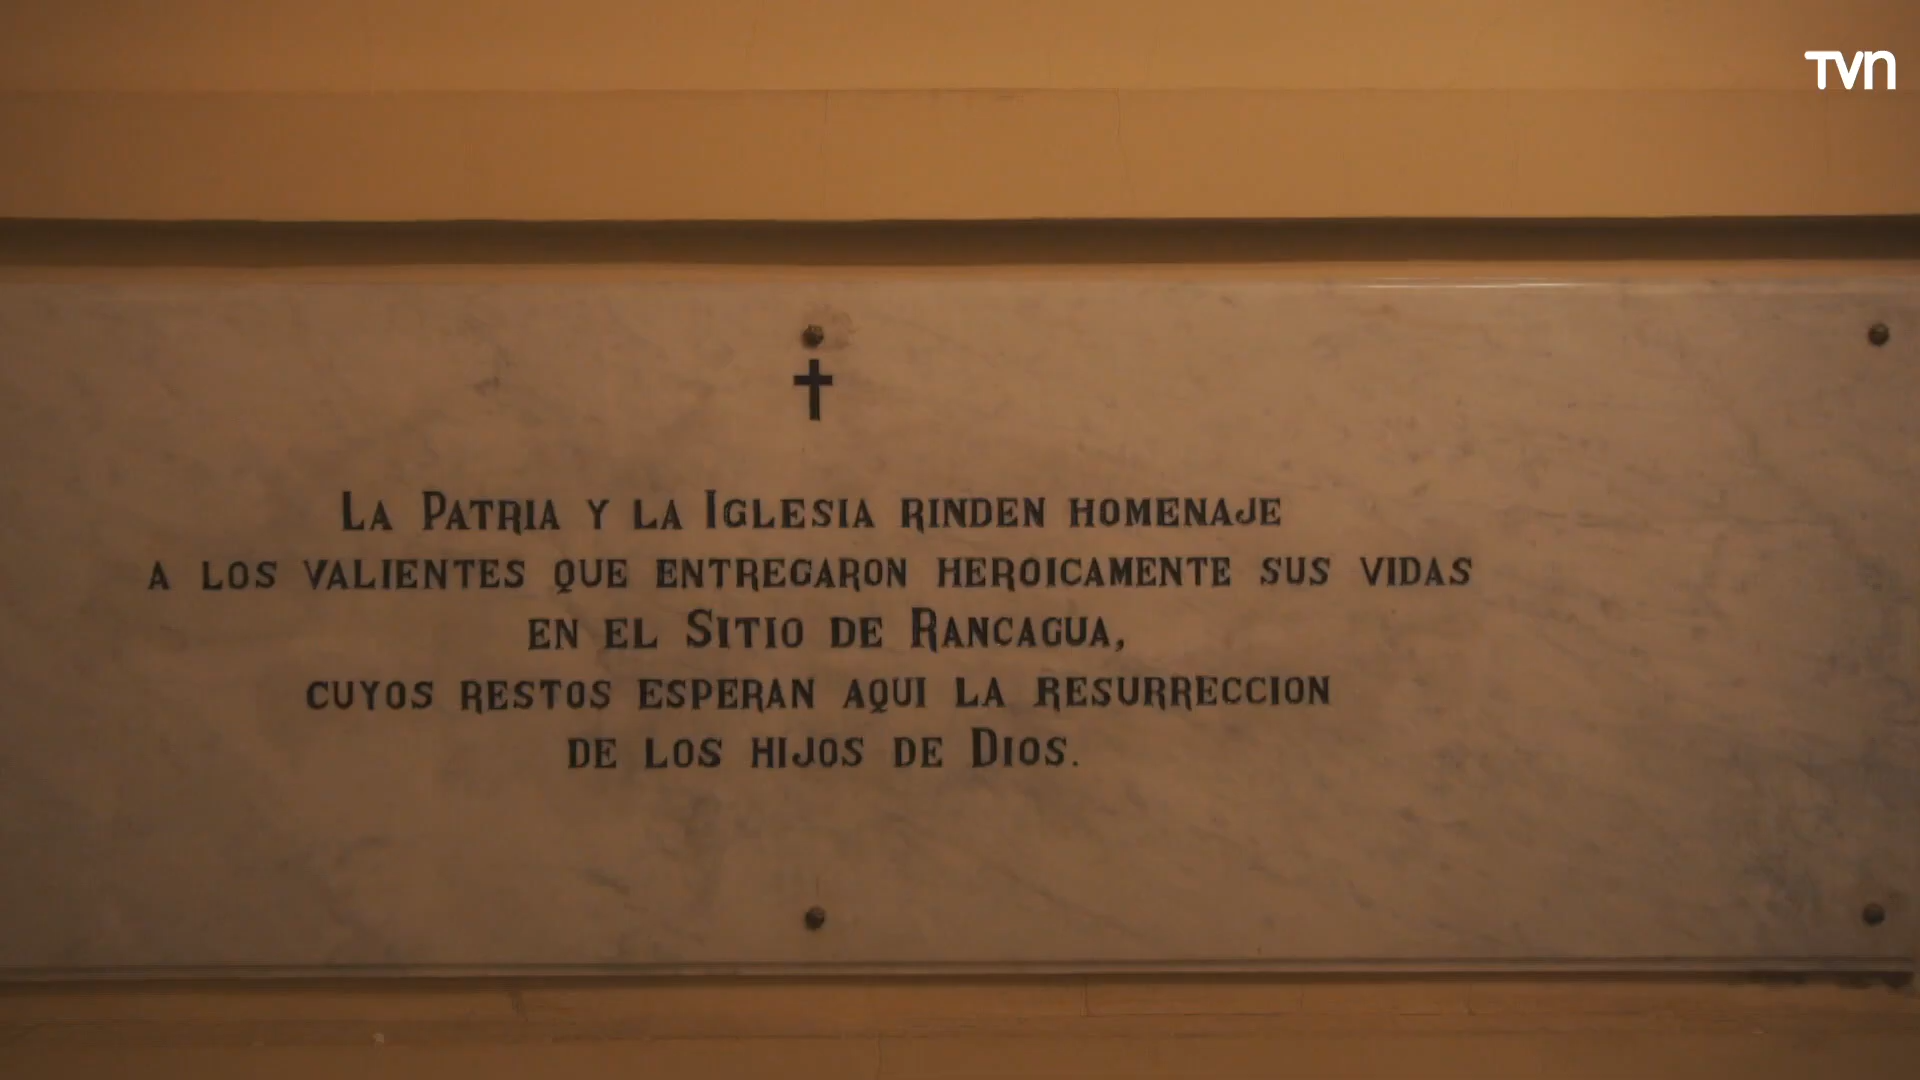 TVN
LA PATRIA Y LA IGLESIA RINDEN HOMENAJE
A LOS VALIENTES QUE ENTREGARON HEROICAMENTE SUS VIDAS
EN EL SITIO DE RANCAGUA,
CUYOS RESTOS ESPERAN AQUI LA RESURRECCION
DE LOS HIJOS DE DIOS.